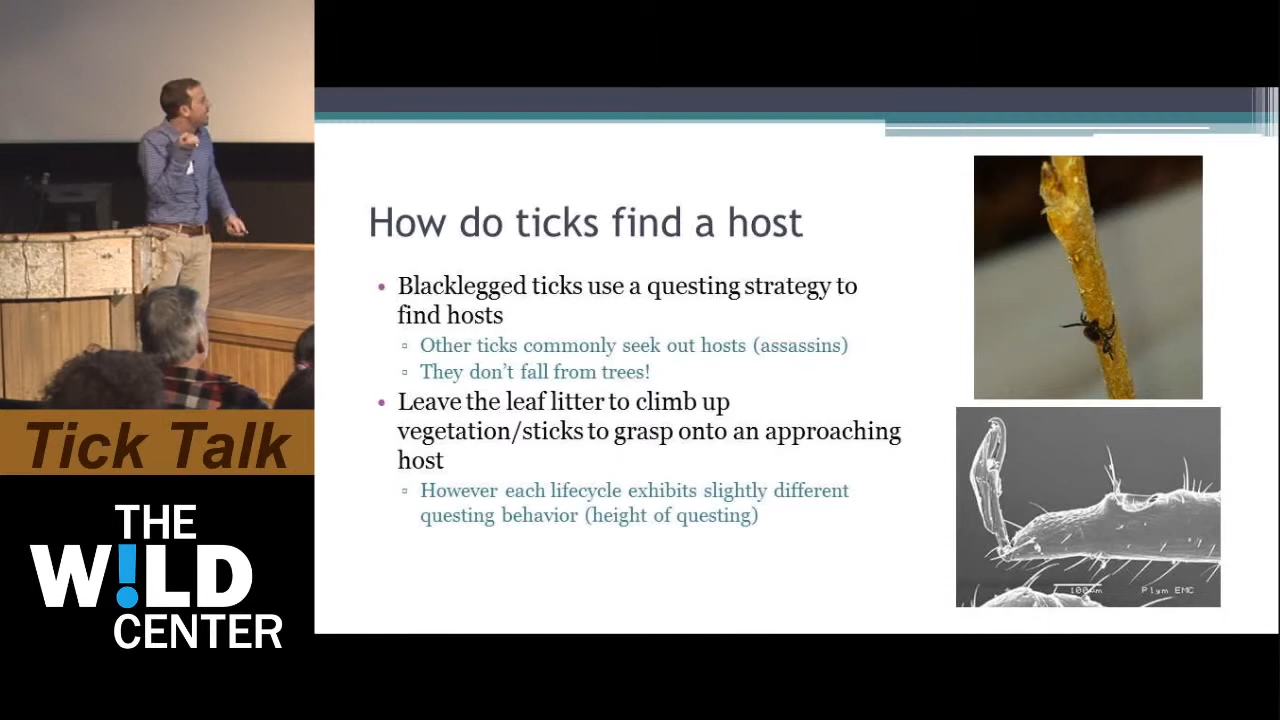 How do ticks find a host
• Blacklegged ticks use a questing strategy to
find hosts
▫ Other ticks commonly seek out hosts (assassins)
▫ They don't fall from trees!
• Leave the leaf litter to climb up
vegetation/sticks to grasp onto an approaching
host
▫ However each lifecycle exhibits slightly different
questing behavior (height of questing)
100µm Plym EMC
Tick Talk
THE
W!LD
CENTER